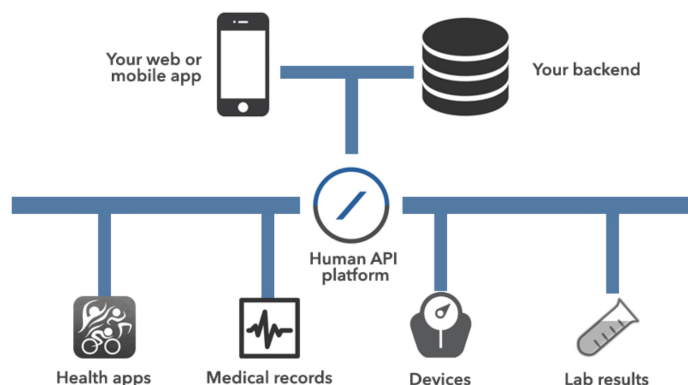 Your web or
mobile app
Your backend
Human API
platform
Health apps
Medical records
Devices
Lab results